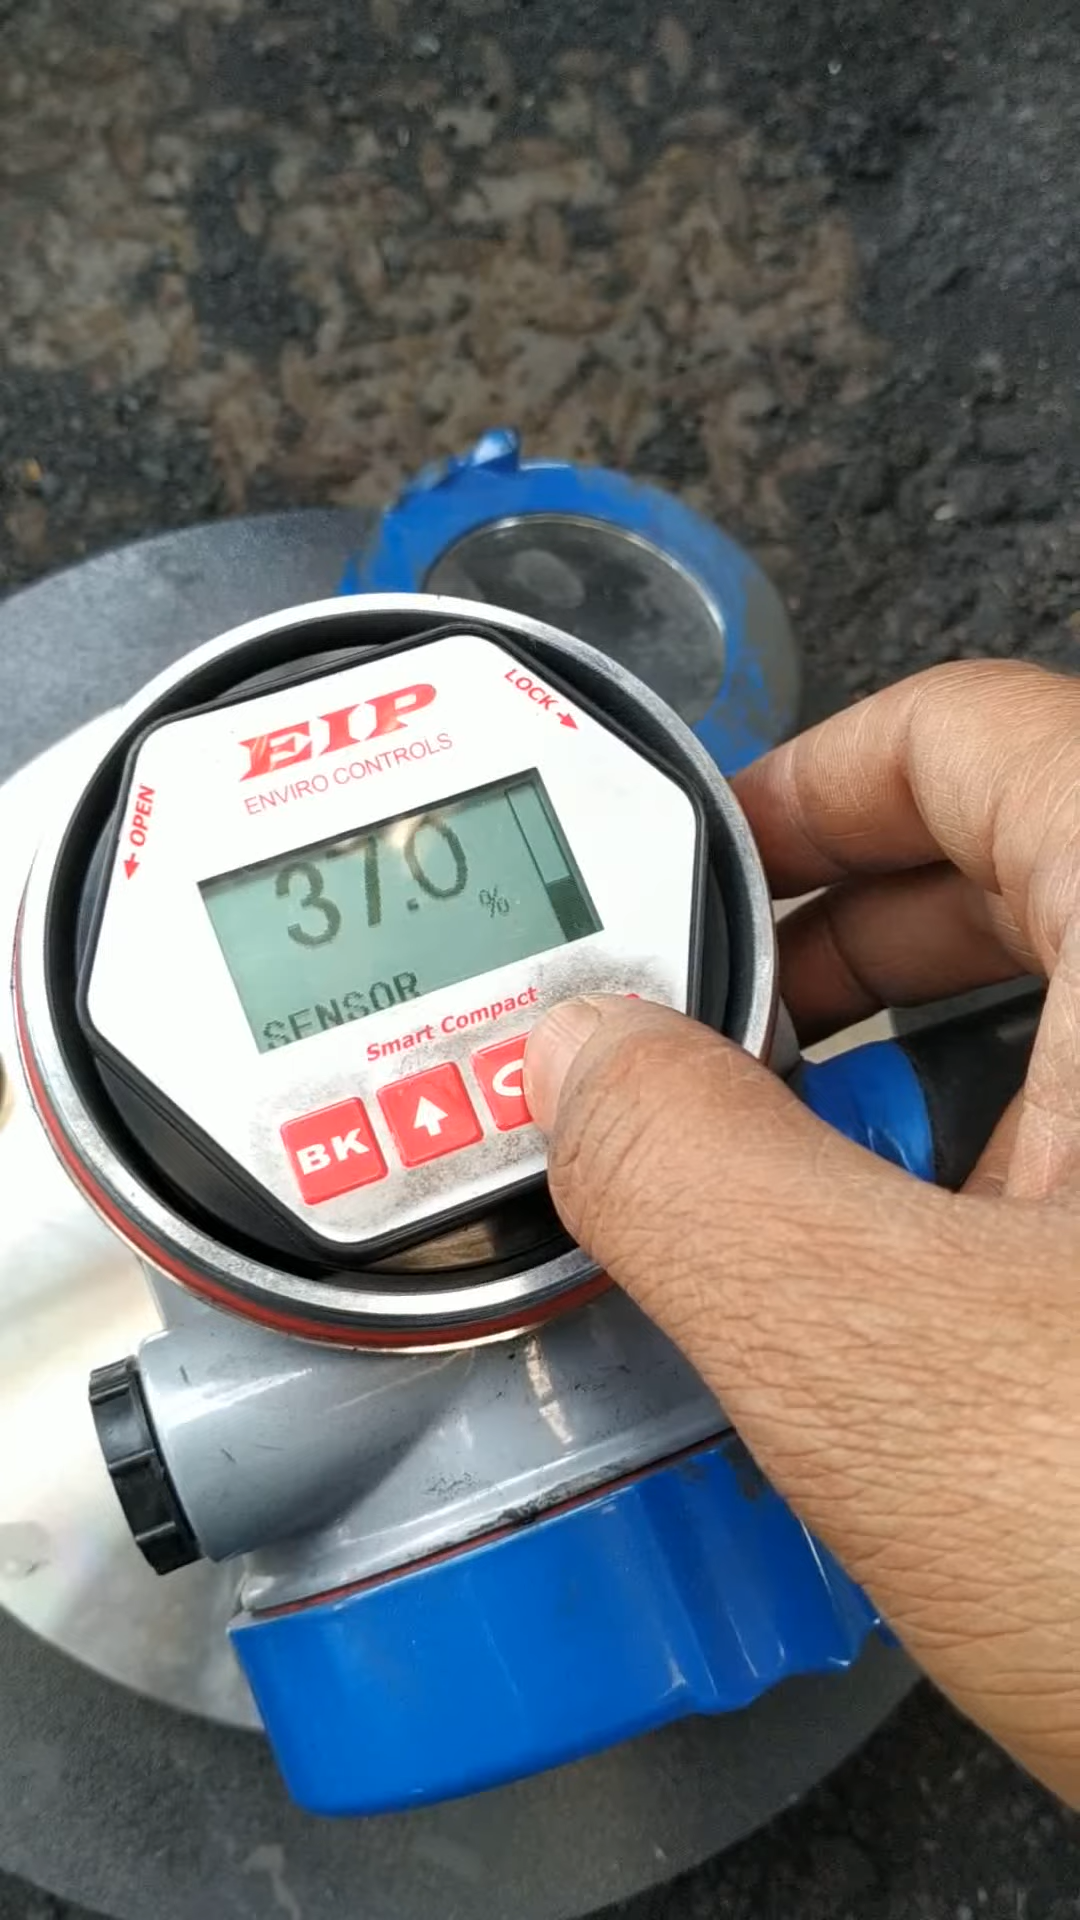 EIP
ENVIRO CONTROLS
LOCK →
← OPEN
37.0 %
SENSOR
Smart Compact
BK ↑